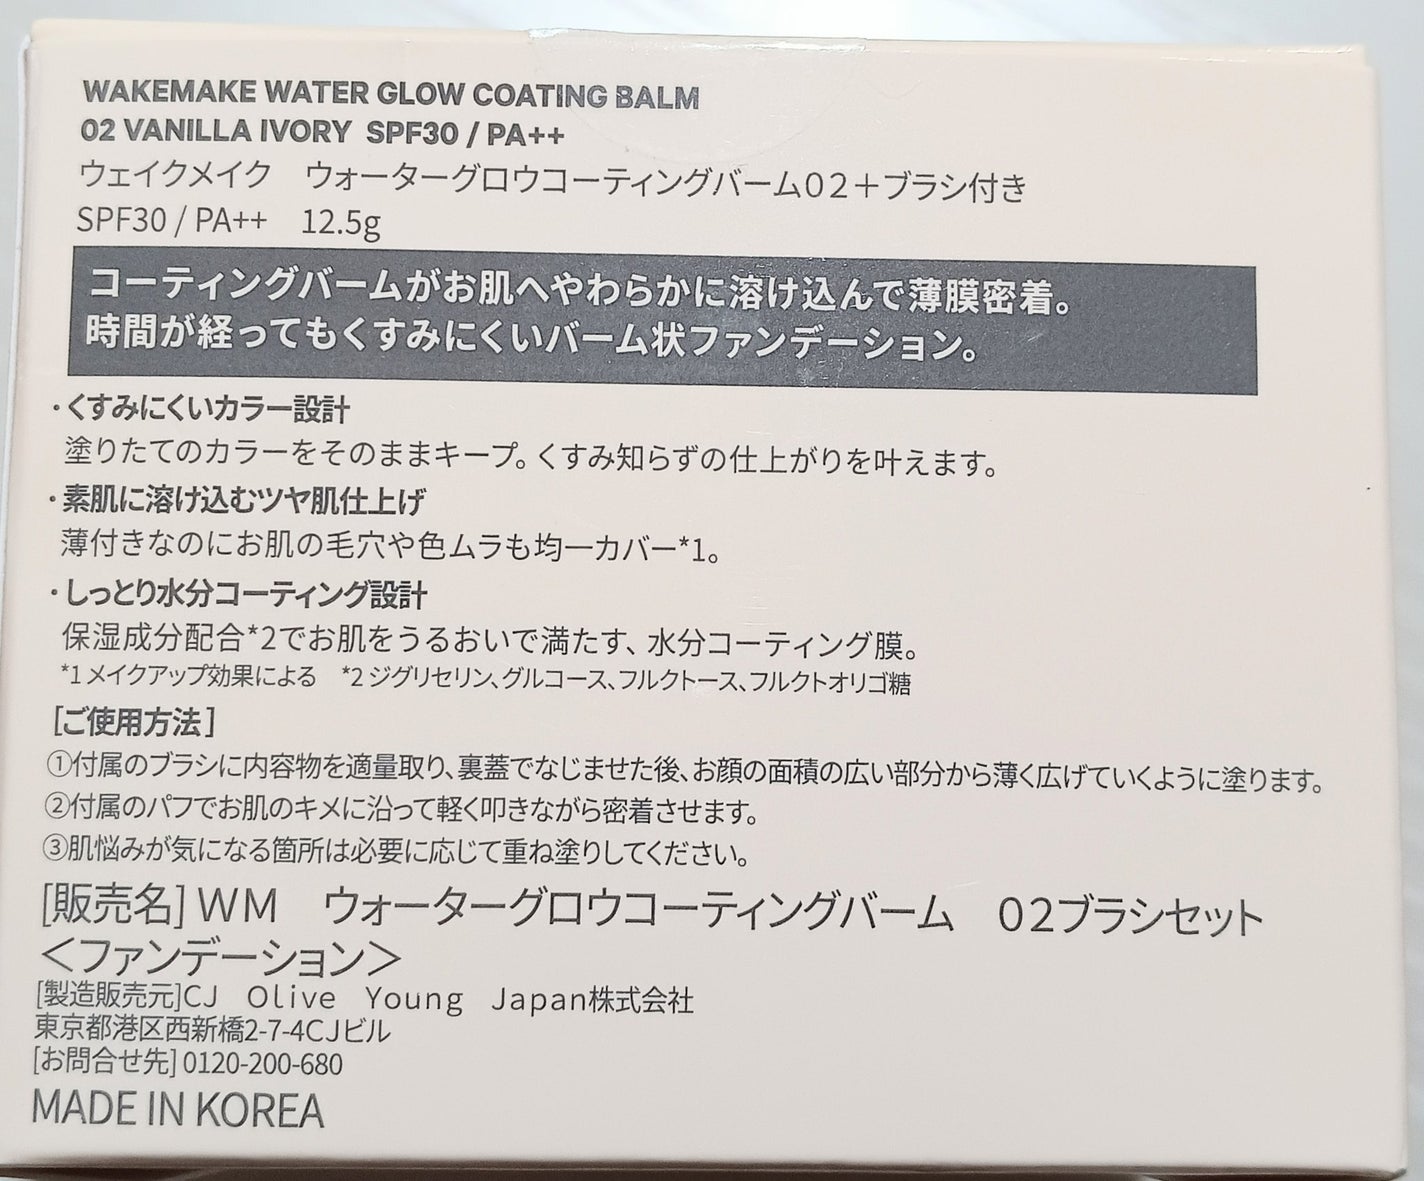 WAKEMAKE WATER GLOW COATING BALM
02 VANILLA IVORY SPF30 / PA++
ウェイクメイク　ウォーターグロウコーティングバーム02＋ブラシ付き
SPF30 / PA++　12.5g
コーティングバームがお肌へやわらかに溶け込んで薄膜密着。
時間が経ってもくすみにくいバーム状ファンデーション。
・くすみにくいカラー設計
塗りたてのカラーをそのままキープ。くすみ知らずの仕上がりを叶えます。
・素肌に溶け込むツヤ肌仕上げ
薄付きなのにお肌の毛穴や色ムラも均一カバー*1。
・しっとり水分コーティング設計
保湿成分配合*2でお肌をうるおいで満たす、水分コーティング膜。
*1 メイクアップ効果による　*2 ジグリセリン、グルコース、フルクトース、フルクトオリゴ糖
[ご使用方法]
①付属のブラシに内容物を適量取り、裏蓋でなじませた後、お顔の面積の広い部分から薄く広げていくように塗ります。
②付属のパフでお肌のキメに沿って軽く叩きながら密着させます。
③肌悩みが気になる箇所は必要に応じて重ね塗りしてください。
[販売名] WM　ウォーターグロウコーティングバーム　02ブラシセット
＜ファンデーション＞
[製造販売元]CJ　Olive　Young　Japan株式会社
東京都港区西新橋2-7-4CJビル
[お問合せ先] 0120-200-680
MADE IN KOREA